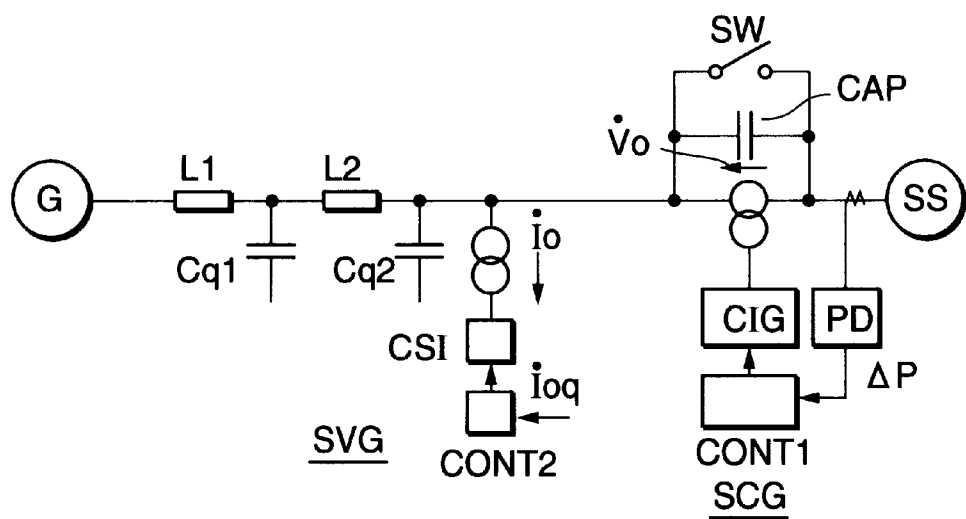 SW
CAP
V̇o
G
L1
L2
SS
Cq1
Cq2
İo
CSI
CIG
PD
İoq
ΔP
SVG
CONT2
CONT1
SCG